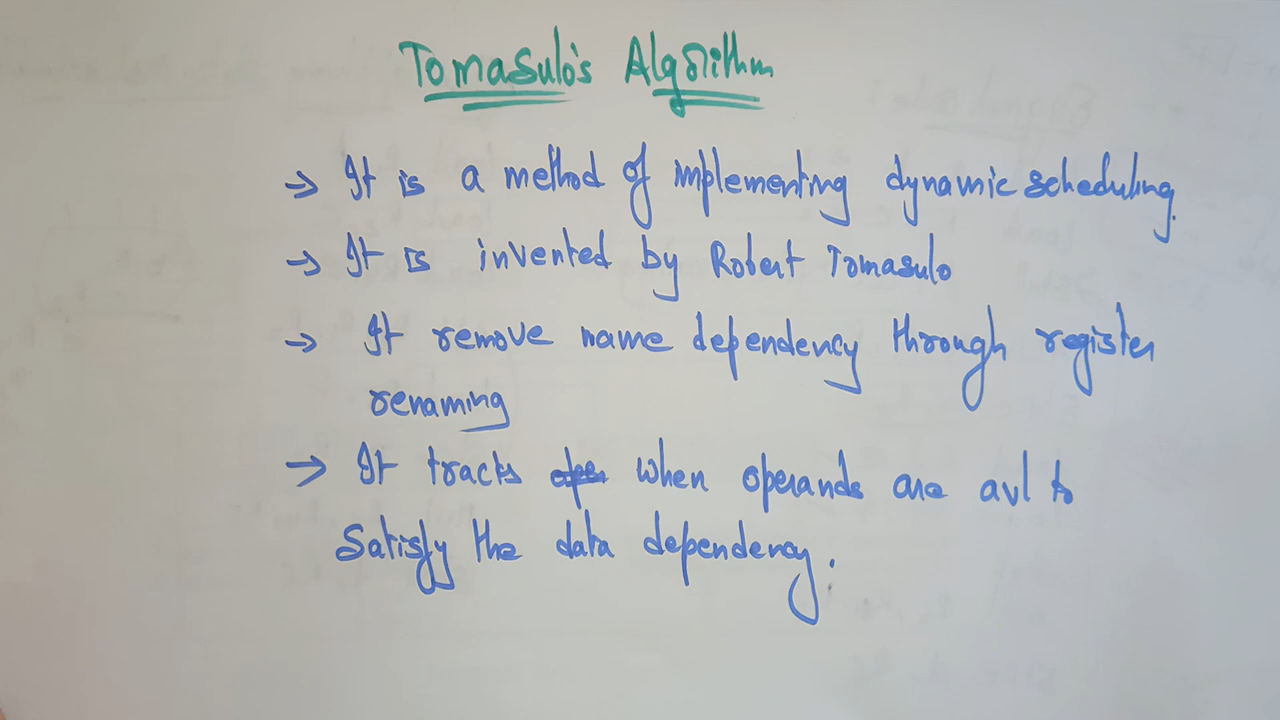 Tomasulo's Algorithm
→ It is a method of implementing dynamic scheduling.
→ It is invented by Robert Tomasulo
→ It remove name dependency through register
renaming
→ It tracts when operands are avl to
Satisfy the data dependency.